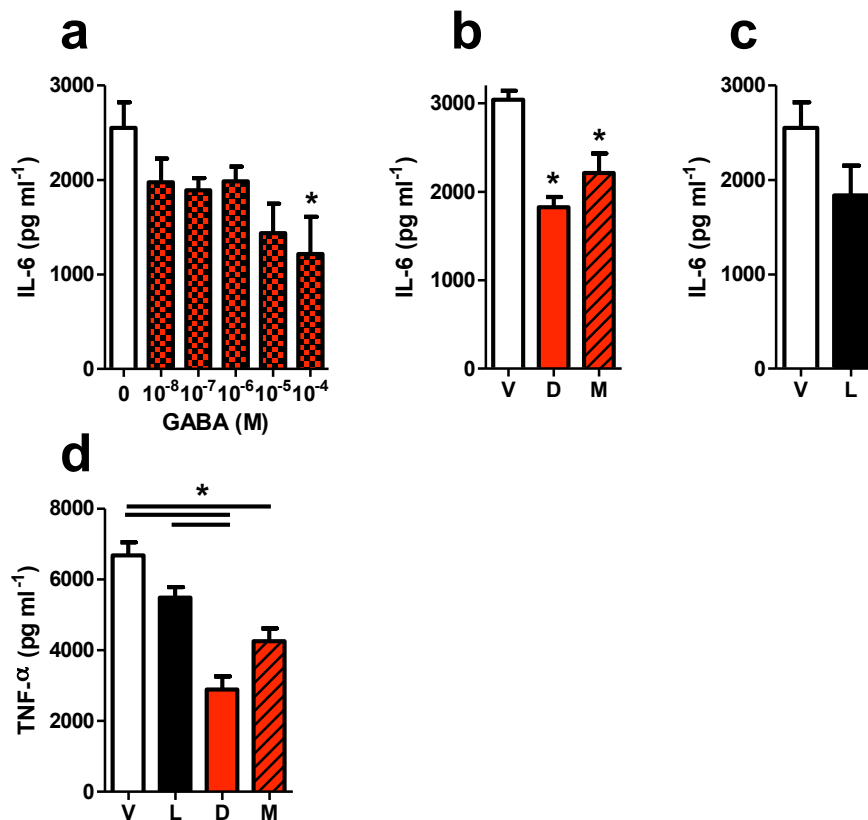 a
IL-6 (pg ml-1)
3000
2000
1000
0
*
0 10-8 10-7 10-6 10-5 10-4
GABA (M)
b
IL-6 (pg ml-1)
3000
2000
1000
0
*
*
V D M
c
IL-6 (pg ml-1)
3000
2000
1000
0
V L
d
TNF-α (pg ml-1)
8000
6000
4000
2000
0
*
V L D M